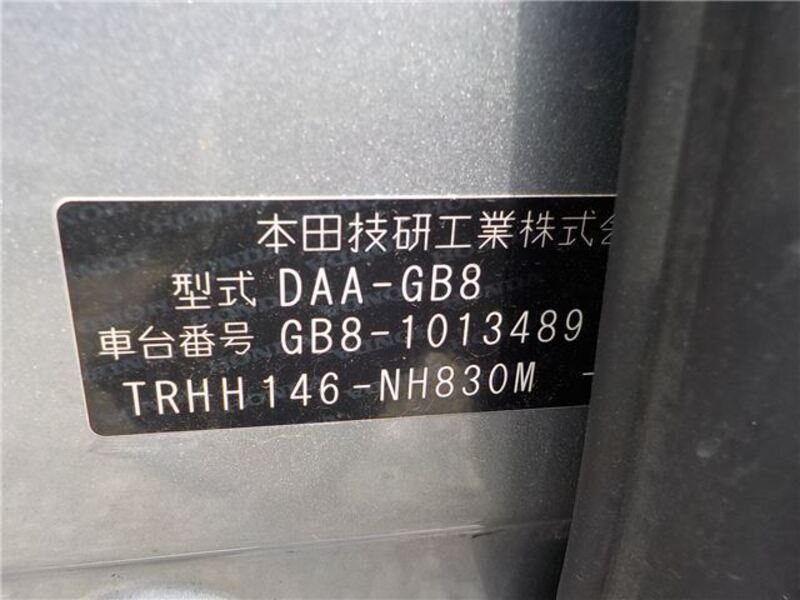 本田技研工業株式会
型式 DAA-GB8
車台番号 GB8-1013489
TRHH146-NH830M -